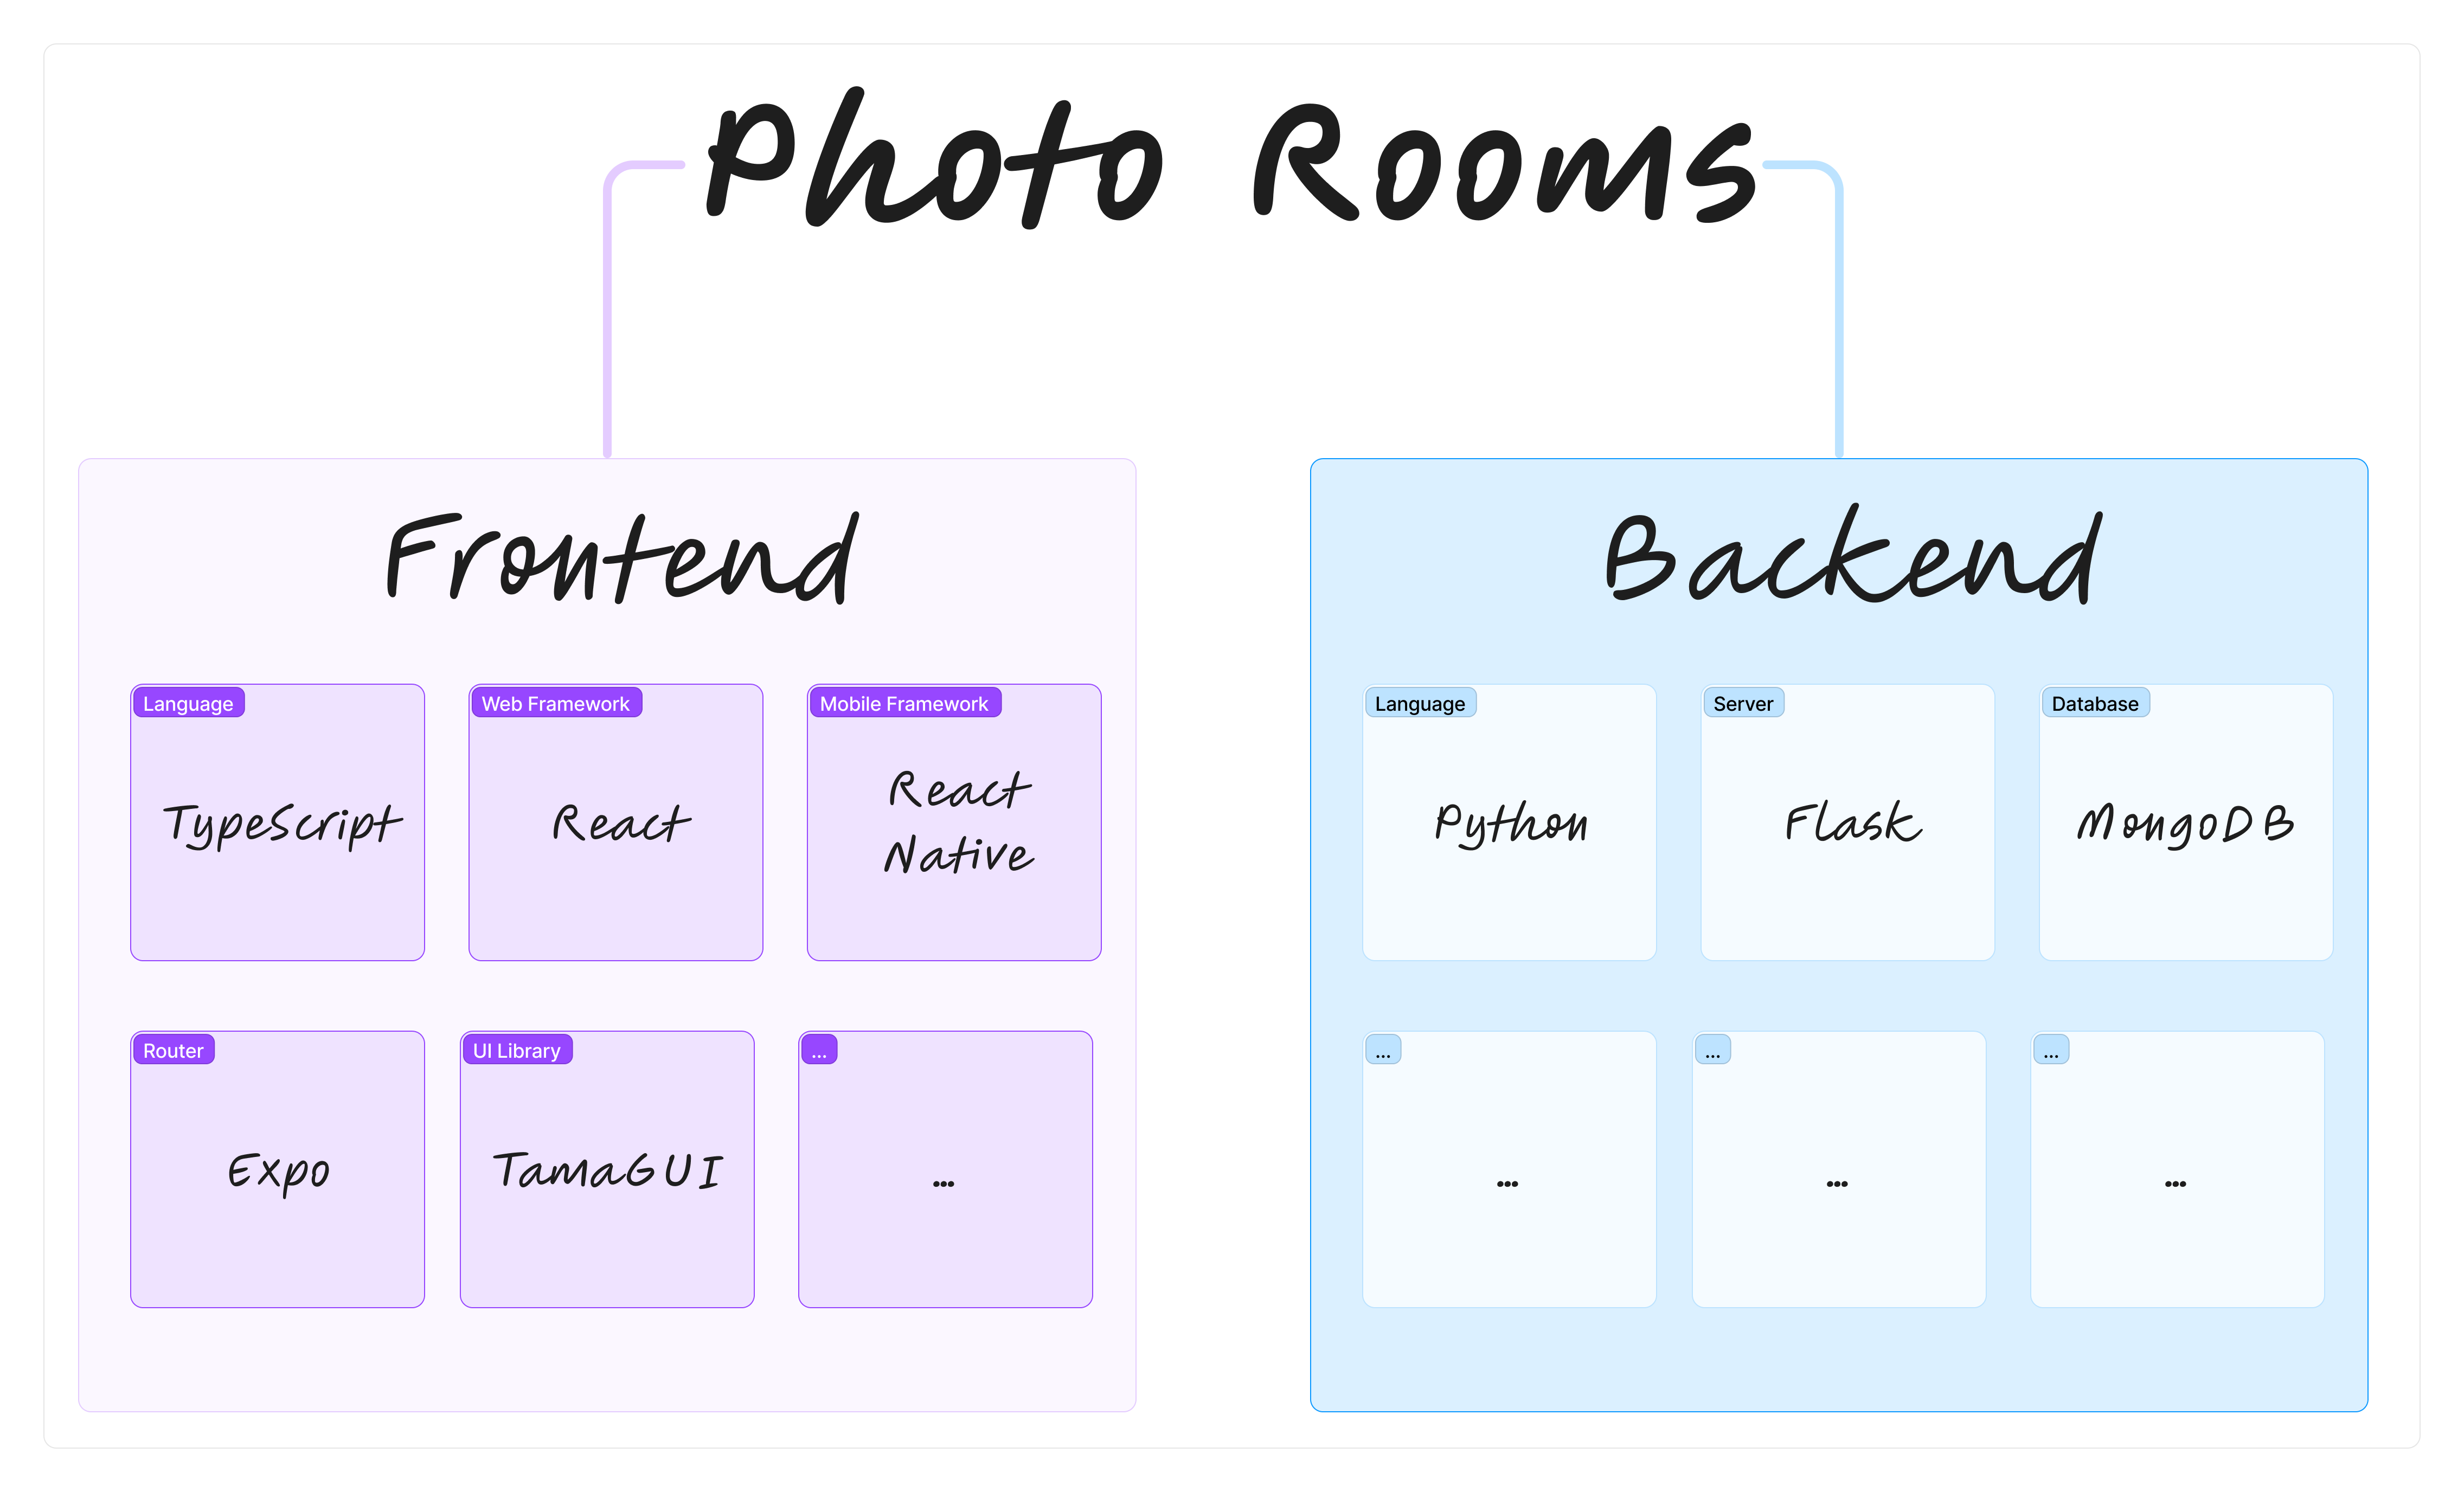 Photo Rooms
Frontend
Language
TypeScript
Web Framework
React
Mobile Framework
React
Native
Router
Expo
UI Library
TamaGUI
...
...
Backend
Language
Python
Server
Flask
Database
MongoDB
...
...
...
...
...
...